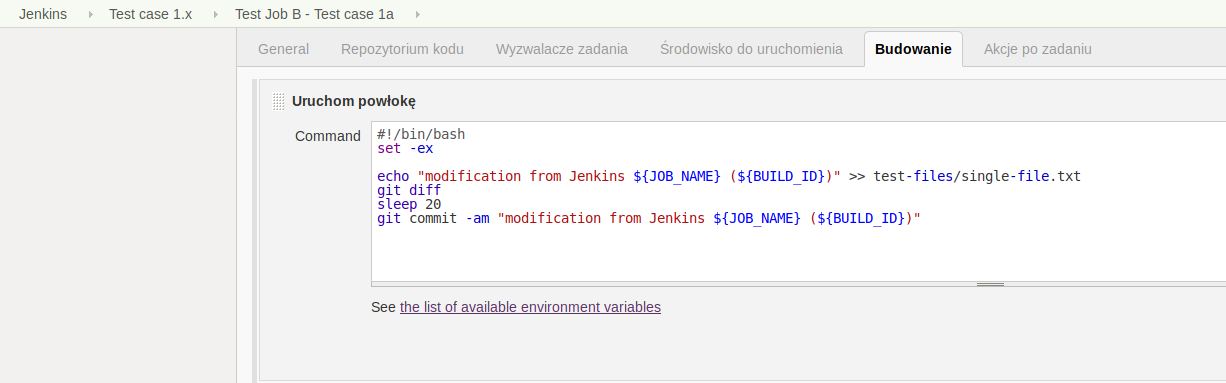 Jenkins Test case 1.x Test Job B - Test case 1a
General Repozytorium kodu Wyzwalacze zadania Środowisko do uruchomienia Budowanie Akcje po zadaniu
Uruchom powłokę
Command
#!/bin/bash
set -ex
echo "modification from Jenkins ${JOB_NAME} (${BUILD_ID})" >> test-files/single-file.txt
git diff
sleep 20
git commit -am "modification from Jenkins ${JOB_NAME} (${BUILD_ID})"
See the list of available environment variables